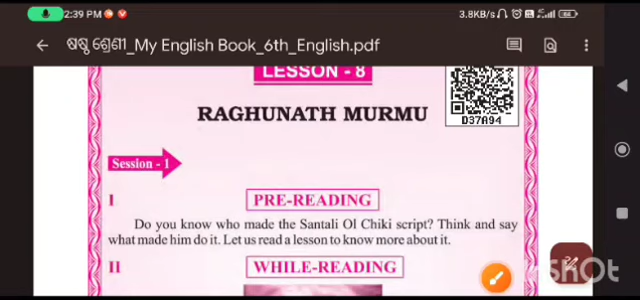 2:39 PM
3.8KB/s
ଷଷ୍ଠ ଶ୍ରେଣୀ_My English Book_6th_English.pdf
LESSON - 8
D37A94
RAGHUNATH MURMU
Session - 1
I PRE-READING
Do you know who made the Santali Ol Chiki script? Think and say
what made him do it. Let us read a lesson to know more about it.
II WHILE-READING